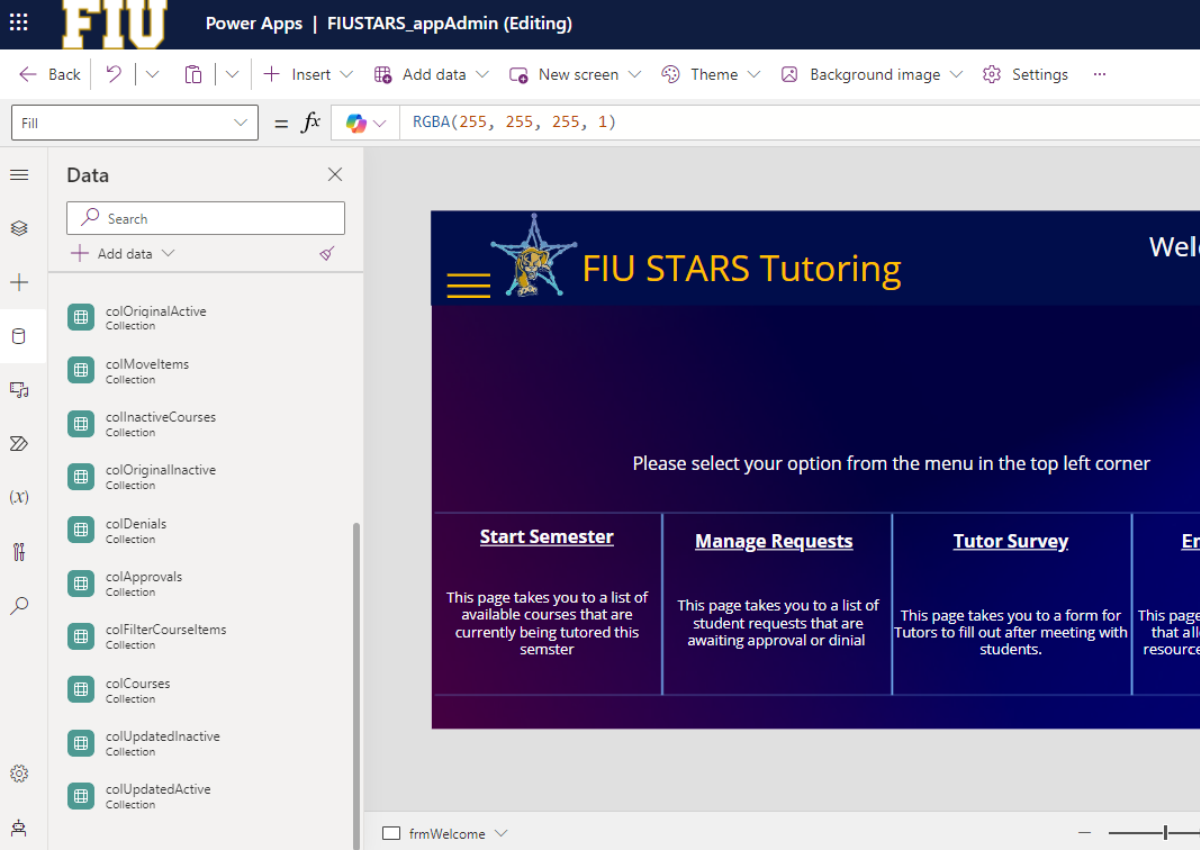 FIU
Power Apps | FIUSTARS_appAdmin (Editing)
Back
Insert
Add data
New screen
Theme
Background image
Settings
...
Fill
= fx
RGBA(255, 255, 255, 1)
Data
Search
Add data
colOriginalActive
Collection
colMoveItems
Collection
colInactiveCourses
Collection
colOriginalInactive
Collection
colDenials
Collection
colApprovals
Collection
colFilterCourseItems
Collection
colCourses
Collection
colUpdatedInactive
Collection
colUpdatedActive
Collection
(x)
FIU STARS Tutoring
Welc
Please select your option from the menu in the top left corner
Start Semester
This page takes you to a list of
available courses that are
currently being tutored this
semster
Manage Requests
This page takes you to a list of
student requests that are
awaiting approval or dinial
Tutor Survey
This page takes you to a form for
Tutors to fill out after meeting with
students.
This page
that all
resource
frmWelcome